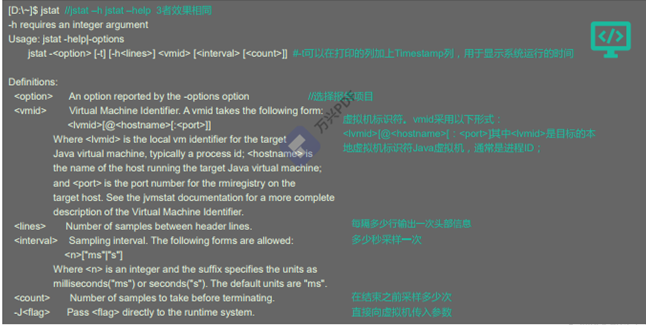 [D:\~]$ jstat //jstat –h jstat –help 3者效果相同
-h requires an integer argument
Usage: jstat -help|-options
jstat -<option> [-t] [-h<lines>] <vmid> [<interval> [<count>]] #-t可以在打印的列加上Timestamp列，用于显示系统运行的时间
Definitions:
<option> An option reported by the -options option //选择报告项目
<vmid> Virtual Machine Identifier. A vmid takes the following form:
<lvmid>[@<hostname>[:<port>]]
Where <lvmid> is the local vm identifier for the target
Java virtual machine, typically a process id; <hostname> is
the name of the host running the target Java virtual machine;
and <port> is the port number for the rmiregistry on the
target host. See the jvmstat documentation for a more complete
description of the Virtual Machine Identifier.
虚拟机标识符。vmid采用以下形式：
<lvmid>[@<hostname>[：<port>]]其中<lvmid>是目标的本
地虚拟机标识符Java虚拟机，通常是进程ID；
<lines> Number of samples between header lines. 每隔多少行输出一次头部信息
<interval> Sampling interval. The following forms are allowed: 多少秒采样一次
<n>["ms"|"s"]
Where <n> is an integer and the suffix specifies the units as
milliseconds("ms") or seconds("s"). The default units are "ms".
<count> Number of samples to take before terminating. 在结束之前采样多少次
-J<flag> Pass <flag> directly to the runtime system. 直接向虚拟机传入参数
万兴PDF